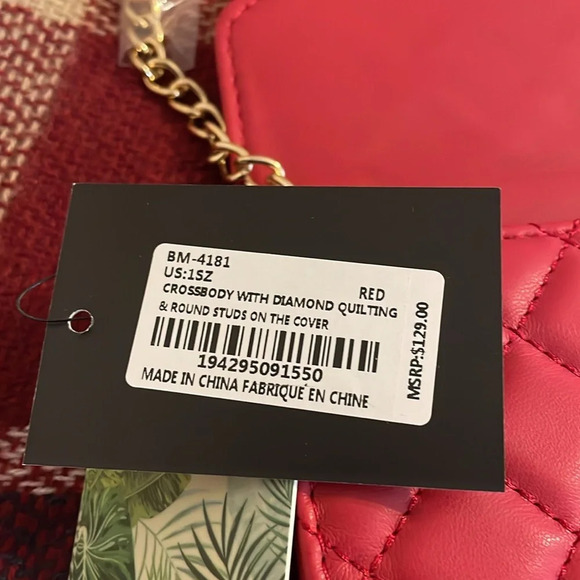 BM-4181
US:1SZ RED
CROSSBODY WITH DIAMOND QUILTING
& ROUND STUDS ON THE COVER
194295091550
MADE IN CHINA FABRIQUE EN CHINE
MSRP:$129.00